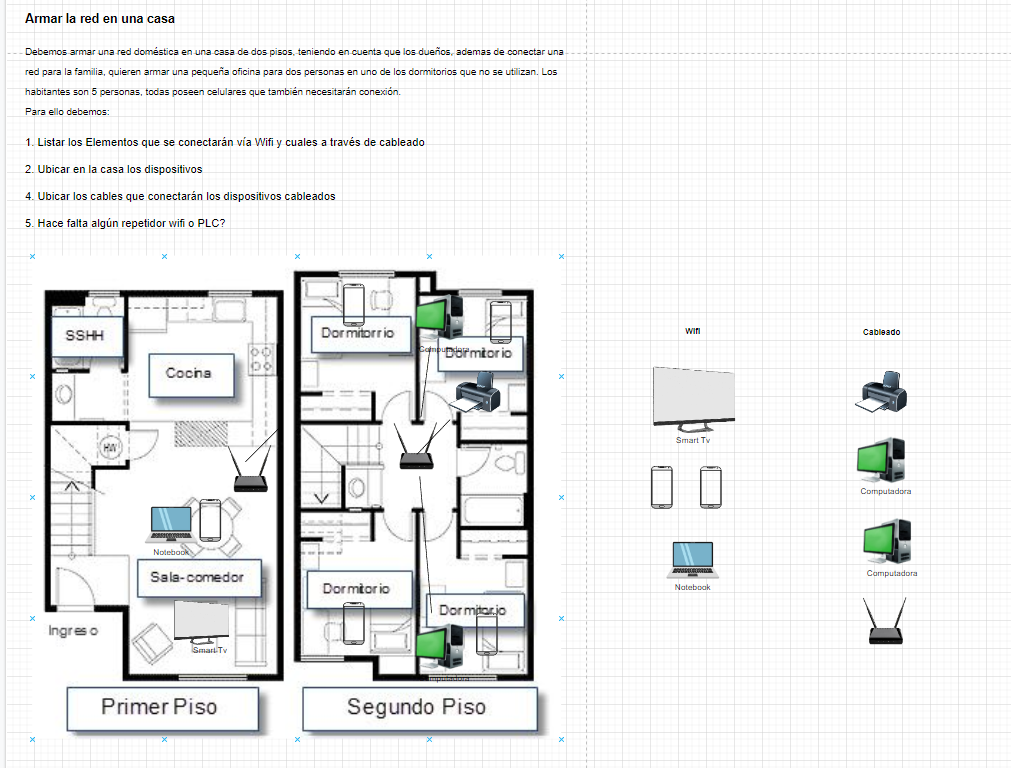 Armar la red en una casa
Debemos armar una red doméstica en una casa de dos pisos, teniendo en cuenta que los dueños, ademas de conectar una
red para la familia, quieren armar una pequeña oficina para dos personas en uno de los dormitorios que no se utilizan. Los
habitantes son 5 personas, todas poseen celulares que también necesitarán conexión.
Para ello debemos:
1. Listar los Elementos que se conectarán vía Wifi y cuales a través de cableado
2. Ubicar en la casa los dispositivos
4. Ubicar los cables que conectarán los dispositivos cableados
5. Hace falta algún repetidor wifi o PLC?
SSHH
Cocina
HW
Notebook
Sala-comedor
Smart Tv
Ingreso
Primer Piso
Dormitorrio
Computadora
Dormitorio
Dormitorio
Dormitorio
Computadora
Segundo Piso
Wifi
Smart Tv
Notebook
Cableado
Computadora
Computadora